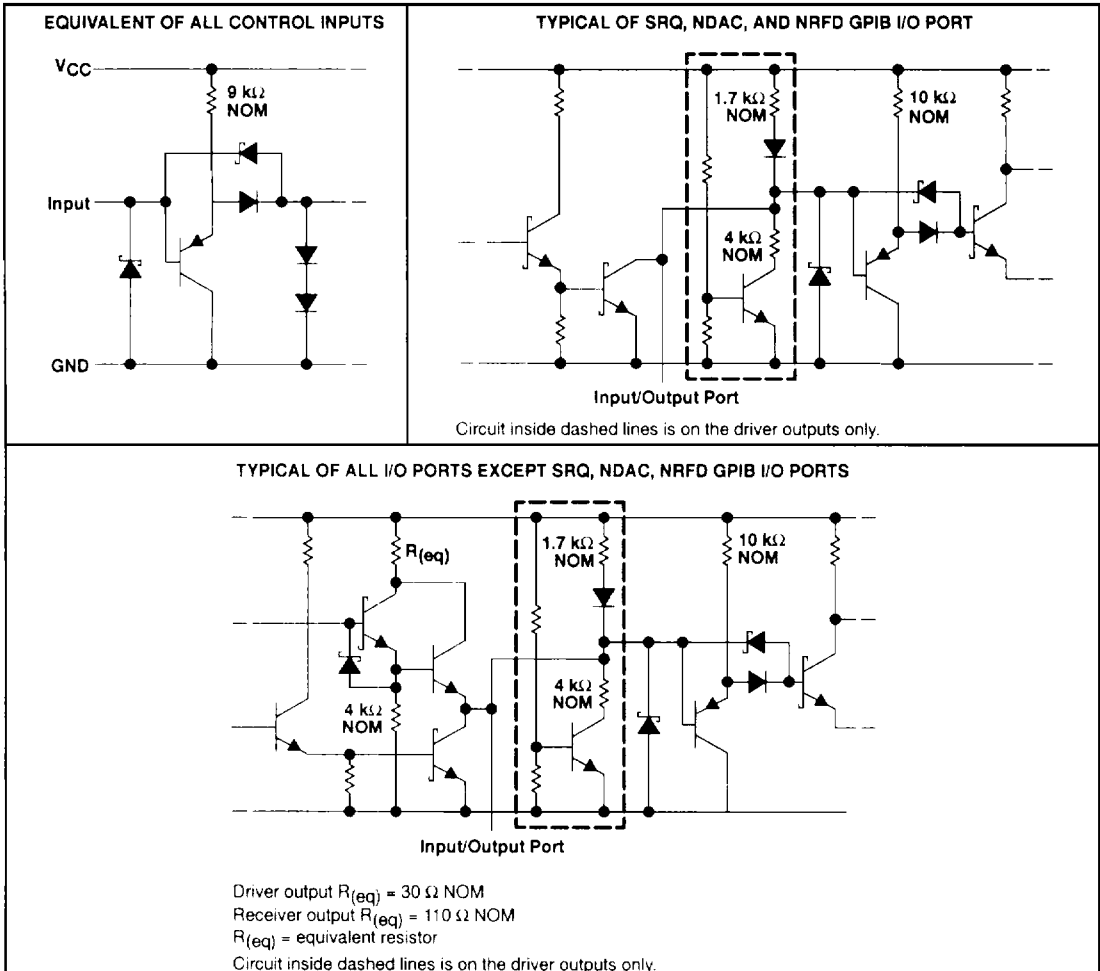 EQUIVALENT OF ALL CONTROL INPUTS
VCC
9 kΩ
NOM
Input
GND
TYPICAL OF SRQ, NDAC, AND NRFD GPIB I/O PORT
1.7 kΩ
NOM
10 kΩ
NOM
4 kΩ
NOM
Input/Output Port
Circuit inside dashed lines is on the driver outputs only.
TYPICAL OF ALL I/O PORTS EXCEPT SRQ, NDAC, NRFD GPIB I/O PORTS
R(eq)
1.7 kΩ
NOM
10 kΩ
NOM
4 kΩ
NOM
4 kΩ
NOM
Input/Output Port
Driver output R(eq) = 30 Ω NOM
Receiver output R(eq) = 110 Ω NOM
R(eq) = equivalent resistor
Circuit inside dashed lines is on the driver outputs only.